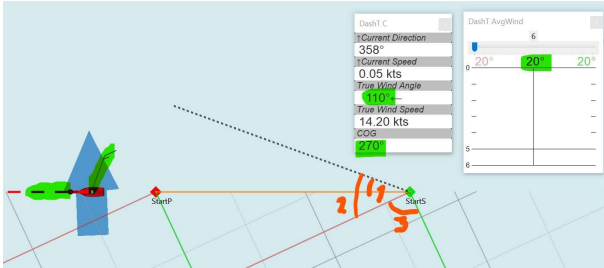 DashT C
↑Current Direction
358°
↑Current Speed
0.05 kts
True Wind Angle
110°←
True Wind Speed
14.20 kts
COG
270°
DashT AvgWind
6
20° 20° 20°
0
5
6
StartP
StartS
1
2
3